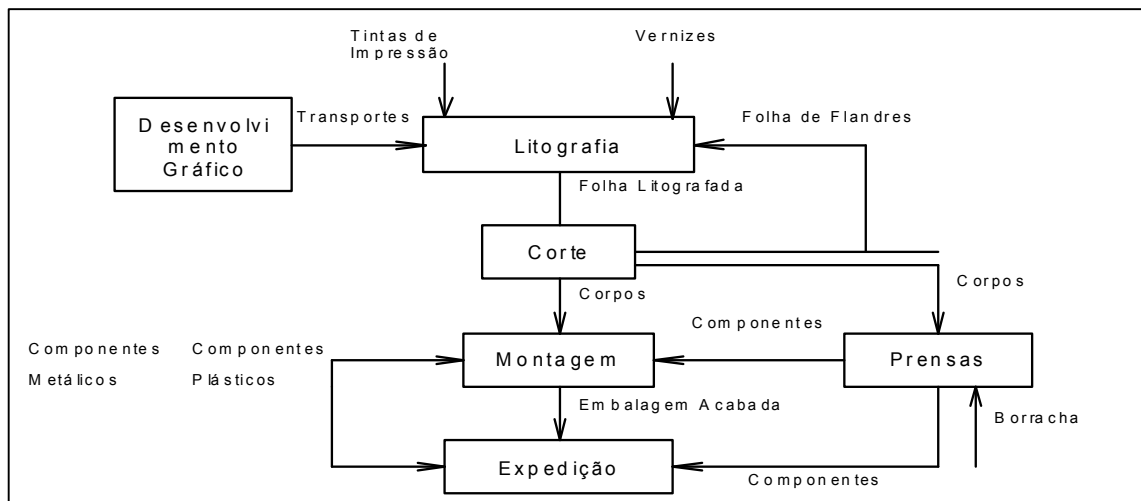 Tintas de
Impressão
Vernizes
Desenvolvi
mento
Gráfico
Transportes
Litografia
Folha de Flandres
Folha Litografada
Corte
Corpos
Corpos
Componentes
Metálicos
Componentes
Plásticos
Montagem
Componentes
Prensas
Embalagem Acabada
Borracha
Expedição
Componentes